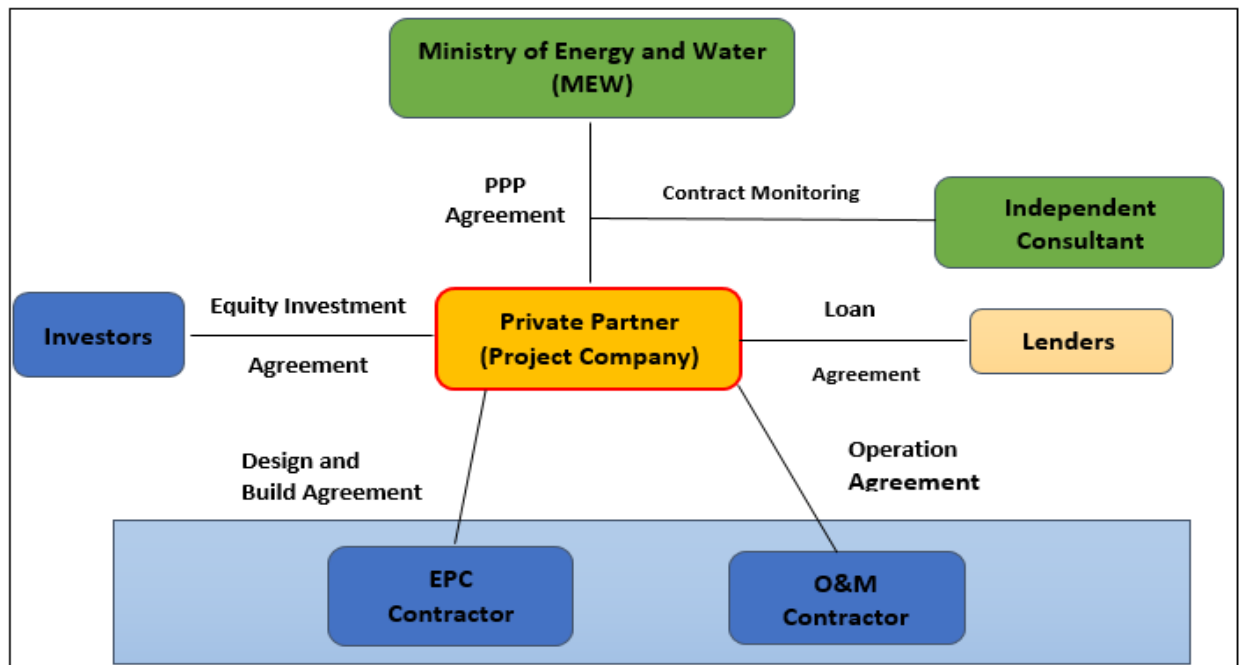 Ministry of Energy and Water
(MEW)
PPP
Agreement
Contract Monitoring
Independent
Consultant
Investors
Equity Investment
Agreement
Private Partner
(Project Company)
Loan
Agreement
Lenders
Design and
Build Agreement
Operation
Agreement
EPC
Contractor
O&M
Contractor